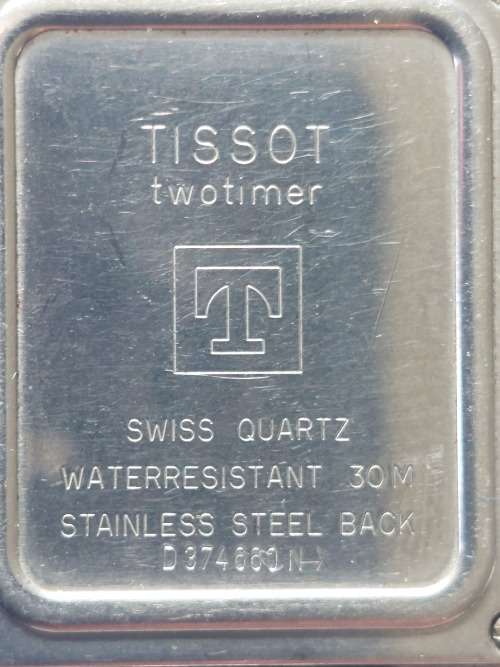 TISSOT
twotimer
T
SWISS QUARTZ
WATERRESISTANT 30M
STAINLESS STEEL BACK